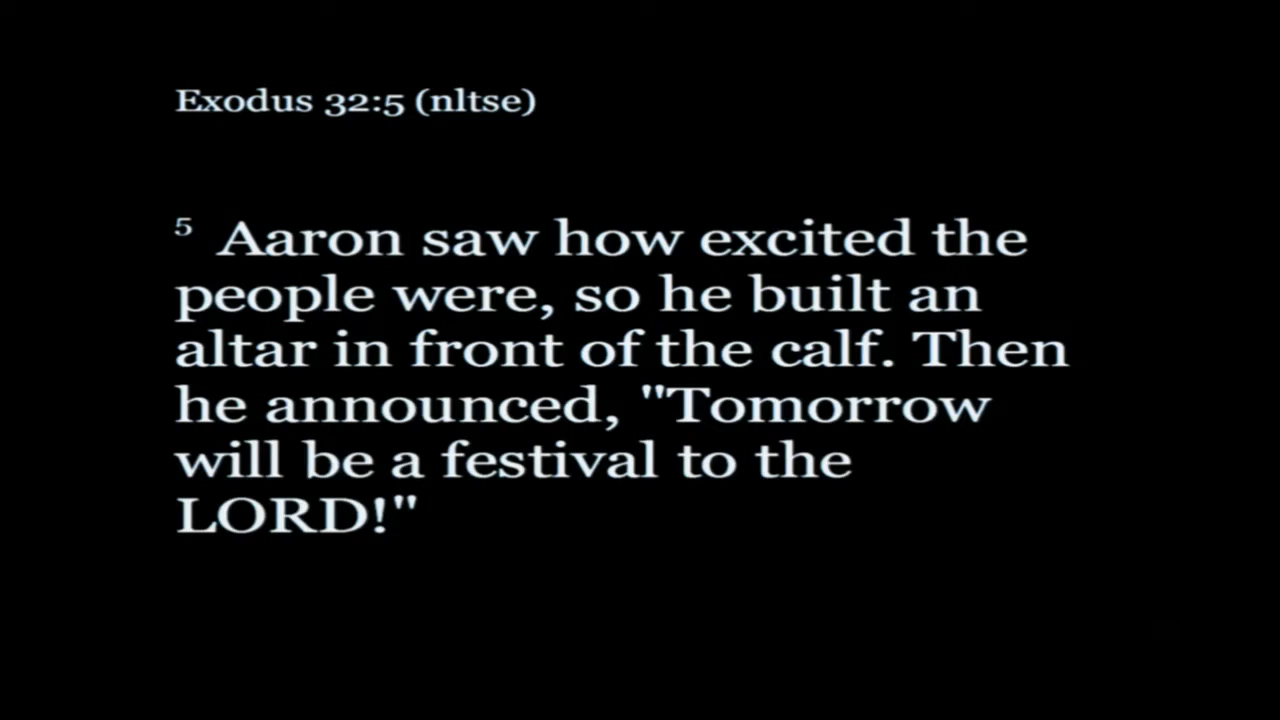 Exodus 32:5 (nltse)
5 Aaron saw how excited the
people were, so he built an
altar in front of the calf. Then
he announced, "Tomorrow
will be a festival to the
LORD!"